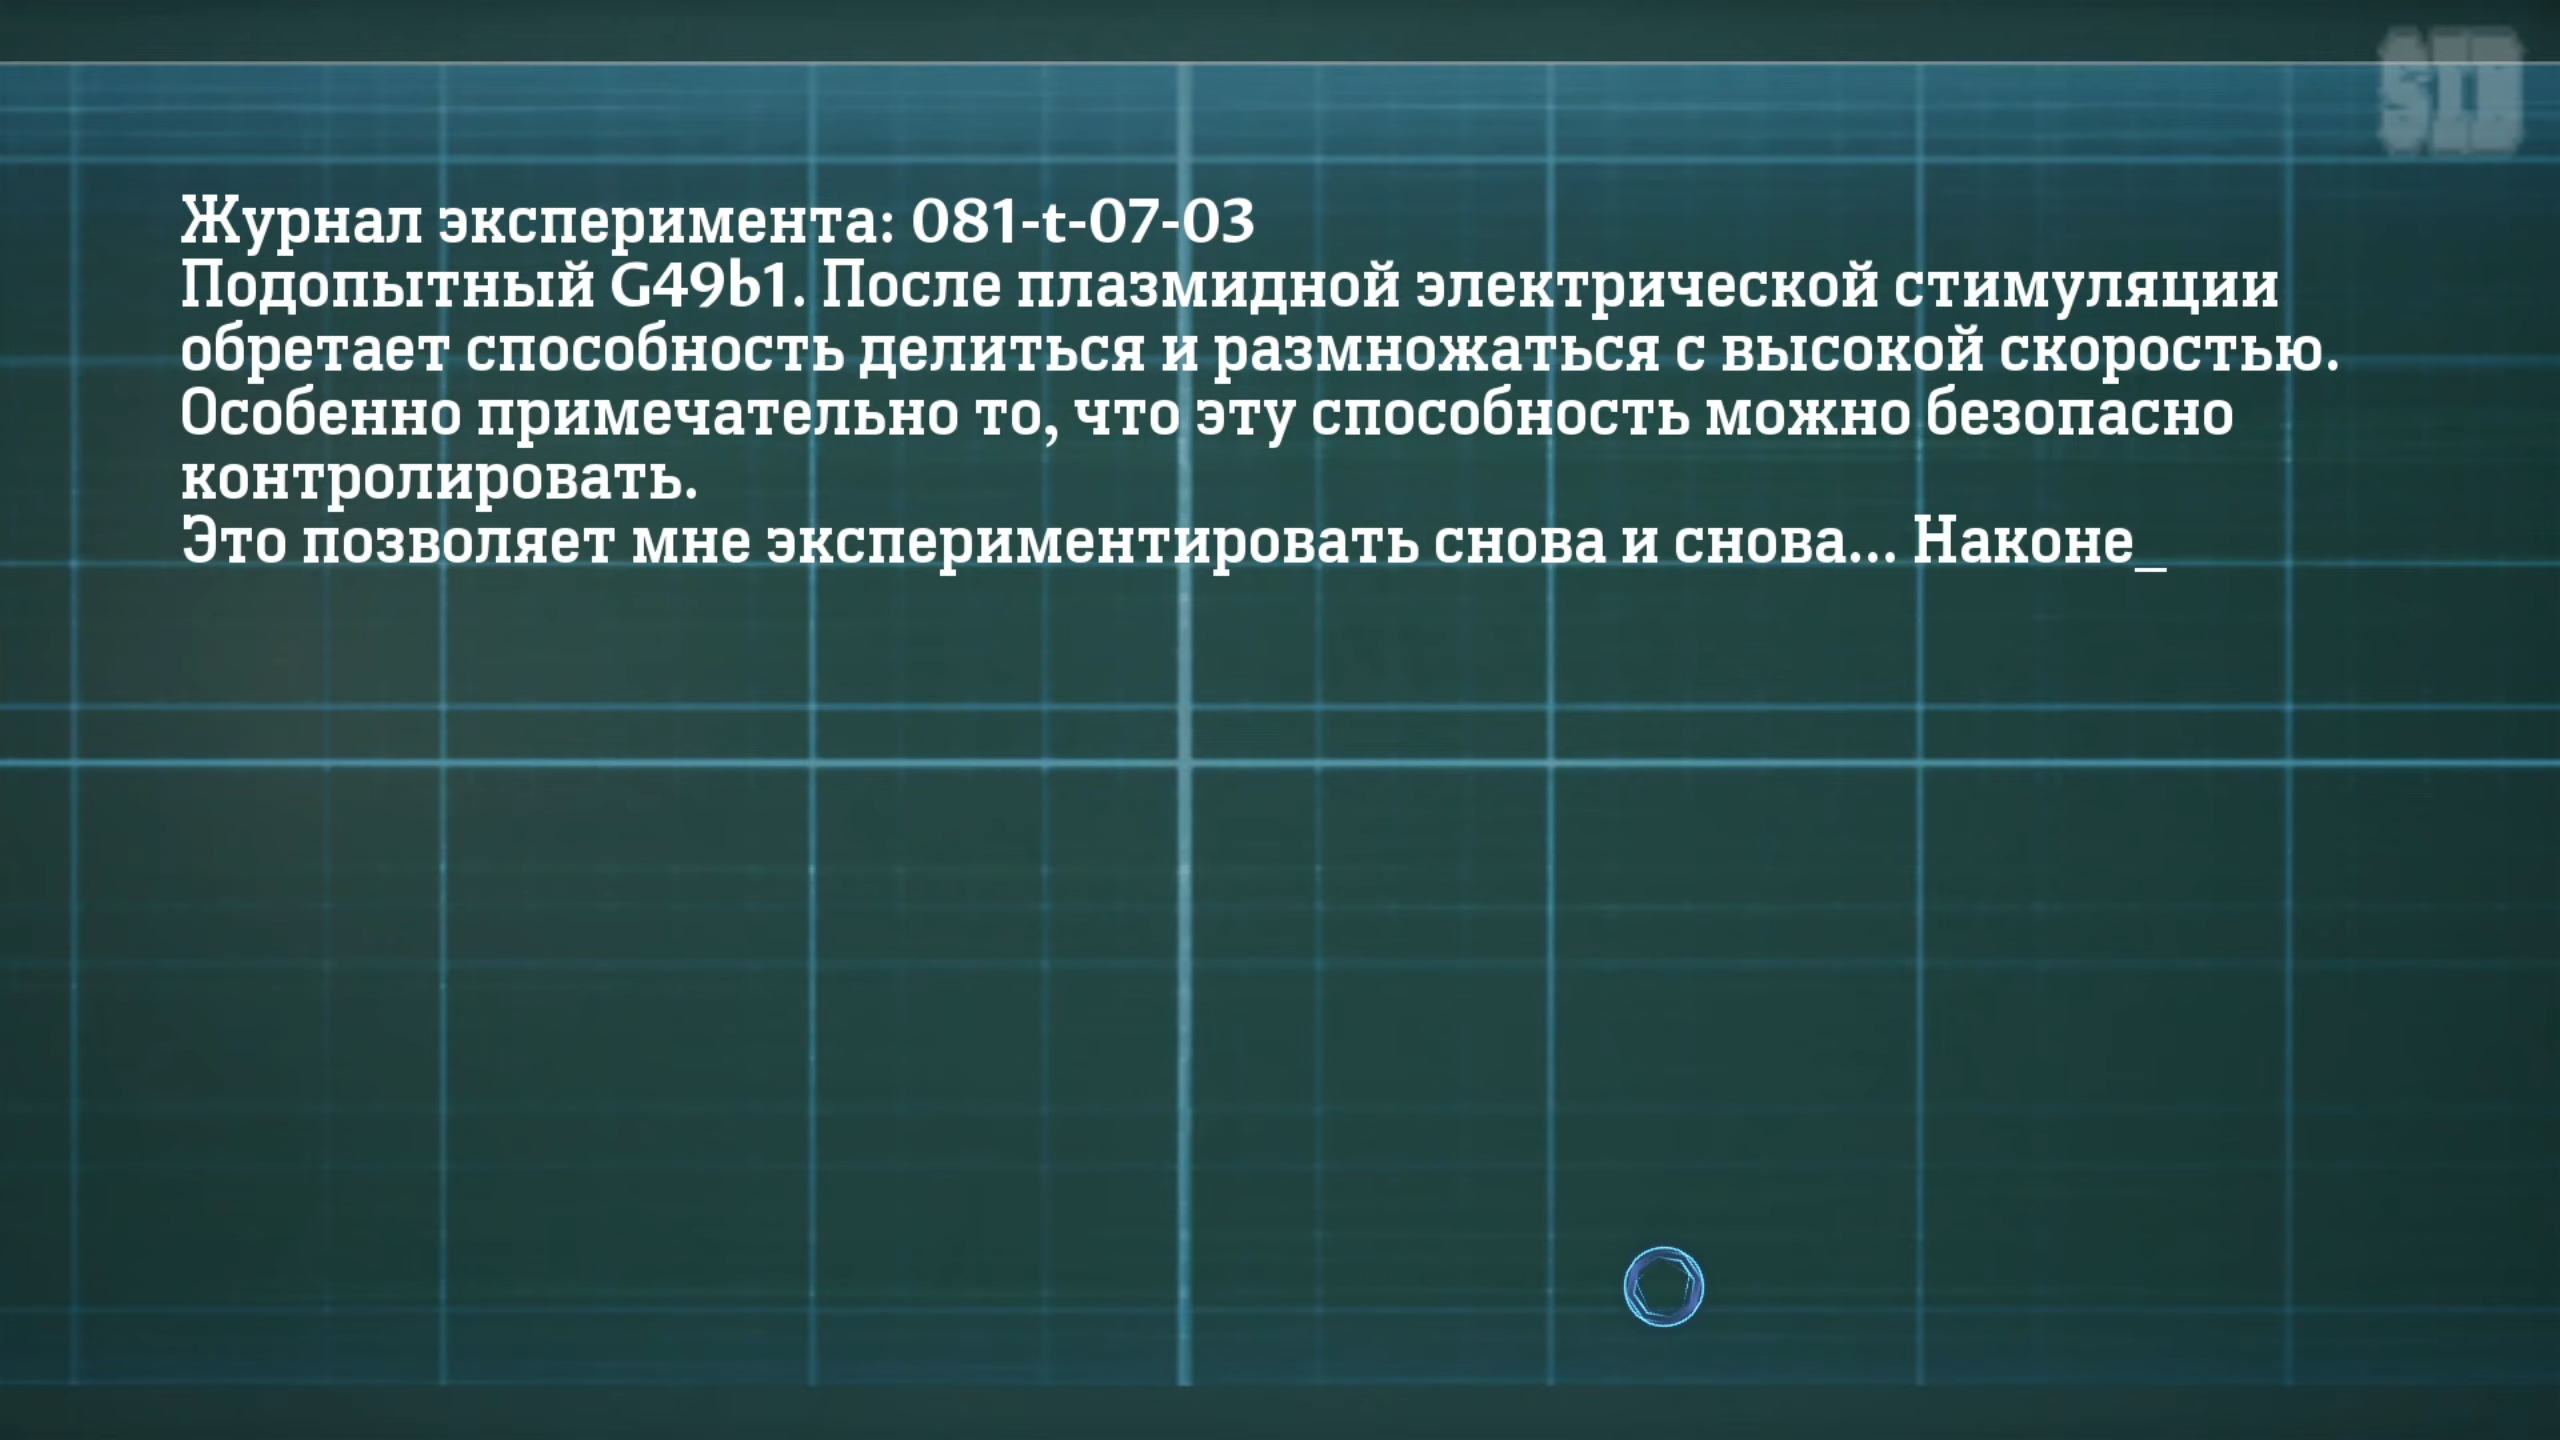 Журнал эксперимента: 081-t-07-03
Подопытный G49b1. После плазмидной электрической стимуляции
обретает способность делиться и размножаться с высокой скоростью.
Особенно примечательно то, что эту способность можно безопасно
контролировать.
Это позволяет мне экспериментировать снова и снова... Наконе_